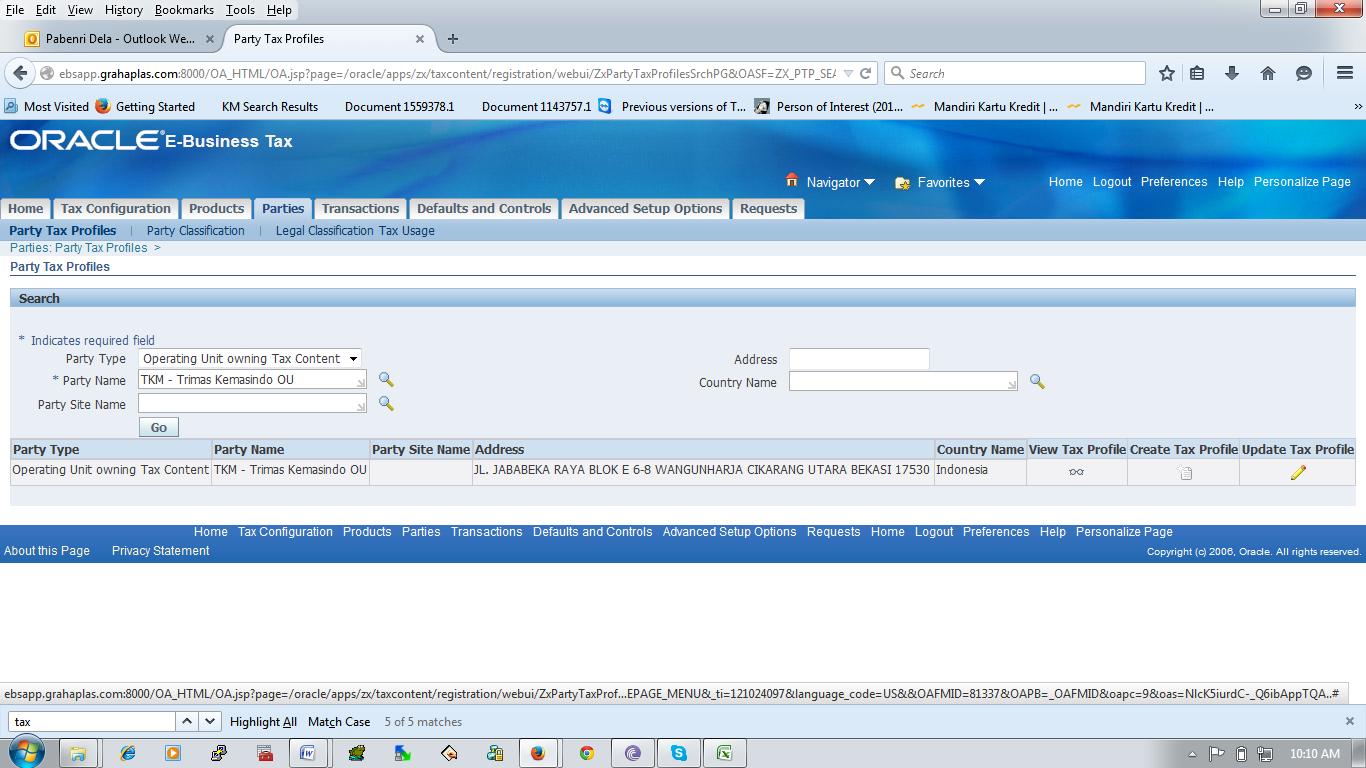 File Edit View History Bookmarks Tools Help
Pabenri Dela - Outlook We... × Party Tax Profiles × +
ebsapp.grahaplas.com:8000/OA_HTML/OA.jsp?page=/oracle/apps/zx/taxcontent/registration/webui/ZxPartyTaxProfilesSrchPG&OASF=ZX_PTP_SEA Search
Most Visited Getting Started KM Search Results Document 1559378.1 Document 1143757.1 Previous versions of T... Person of Interest (201... Mandiri Kartu Kredit | ... Mandiri Kartu Kredit | ... »
ORACLE® E-Business Tax
Navigator Favorites Home Logout Preferences Help Personalize Page
Home Tax Configuration Products Parties Transactions Defaults and Controls Advanced Setup Options Requests
Party Tax Profiles | Party Classification | Legal Classification Tax Usage
Parties: Party Tax Profiles >
Party Tax Profiles
Search
* Indicates required field
Party Type Operating Unit owning Tax Content Address
* Party Name TKM - Trimas Kemasindo OU Country Name
Party Site Name
Go
Party Type Party Name Party Site Name Address Country Name View Tax Profile Create Tax Profile Update Tax Profile
Operating Unit owning Tax Content TKM - Trimas Kemasindo OU JL. JABABEKA RAYA BLOK E 6-8 WANGUNHARJA CIKARANG UTARA BEKASI 17530 Indonesia
Home Tax Configuration Products Parties Transactions Defaults and Controls Advanced Setup Options Requests Home Logout Preferences Help Personalize Page
About this Page Privacy Statement Copyright (c) 2006, Oracle. All rights reserved.
ebsapp.grahaplas.com:8000/OA_HTML/OA.jsp?page=/oracle/apps/zx/taxcontent/registration/webui/ZxPartyTaxProf...EPAGE_MENU&_ti=121024097&language_code=US&&OAFMID=81337&OAPB=_OAFMID&oapc=9&oas=NIcK5iurdC-_Q6ibAppTQA..#
tax Highlight All Match Case 5 of 5 matches ×
10:10 AM